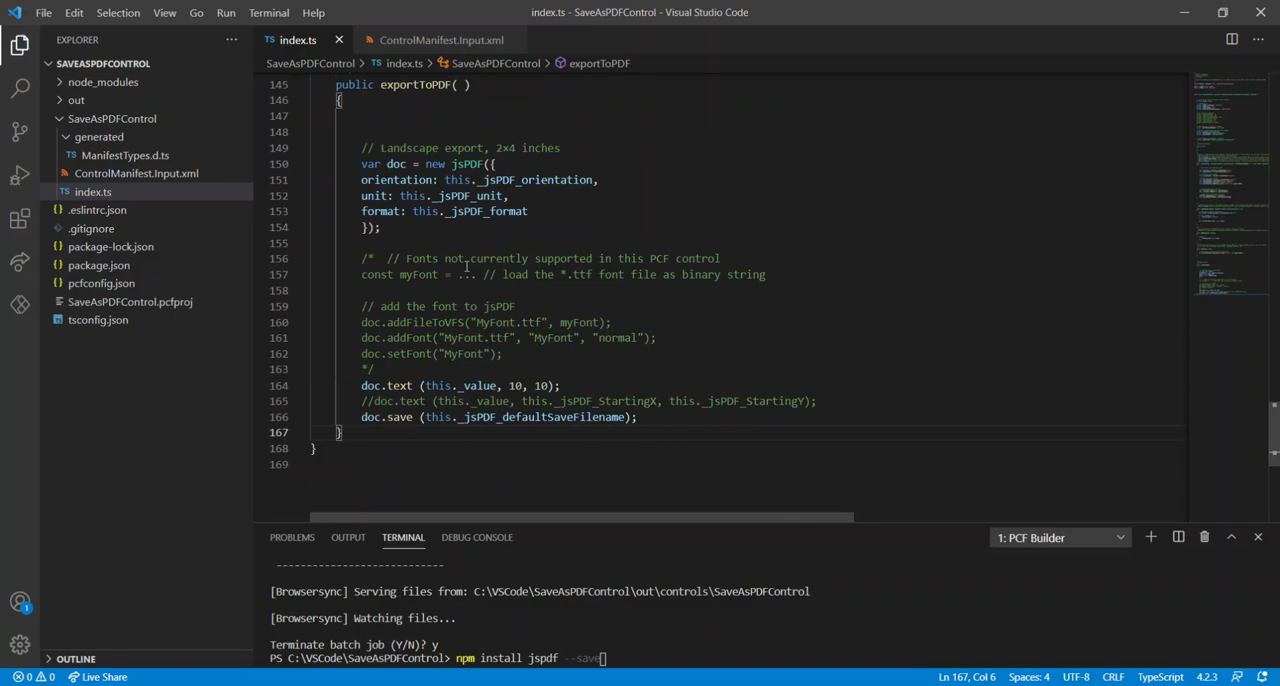 File Edit Selection View Go Run Terminal Help index.ts - SaveAsPDFControl - Visual Studio Code
EXPLORER ...
SAVEASPDFCONTROL
node_modules
out
SaveAsPDFControl
generated
TS ManifestTypes.d.ts
ControlManifest.Input.xml
TS index.ts
.eslintrc.json
.gitignore
{} package-lock.json
{} package.json
{} pcfconfig.json
SaveAsPDFControl.pcfproj
tsconfig.json
OUTLINE
1
TS index.ts ControlManifest.Input.xml
SaveAsPDFControl > TS index.ts > SaveAsPDFControl > exportToPDF
145 public exportToPDF( )
146 {
147
148
149 // Landscape export, 2×4 inches
150 var doc = new jsPDF({
151 orientation: this._jsPDF_orientation,
152 unit: this._jsPDF_unit,
153 format: this._jsPDF_format
154 });
155
156 /* // Fonts not currently supported in this PCF control
157 const myFont = ... // load the *.ttf font file as binary string
158
159 // add the font to jsPDF
160 doc.addFileToVFS("MyFont.ttf", myFont);
161 doc.addFont("MyFont.ttf", "MyFont", "normal");
162 doc.setFont("MyFont");
163 */
164 doc.text (this._value, 10, 10);
165 //doc.text (this._value, this._jsPDF_StartingX, this._jsPDF_StartingY);
166 doc.save (this._jsPDF_defaultSaveFilename);
167 }
168 }
169
PROBLEMS OUTPUT TERMINAL DEBUG CONSOLE 1: PCF Builder
---------------------------
[Browsersync] Serving files from: C:\VSCode\SaveAsPDFControl\out\controls\SaveAsPDFControl
[Browsersync] Watching files...
Terminate batch job (Y/N)? y
PS C:\VSCode\SaveAsPDFControl> npm install jspdf --save
0 0 Live Share Ln 167, Col 6 Spaces: 4 UTF-8 CRLF TypeScript 4.2.3